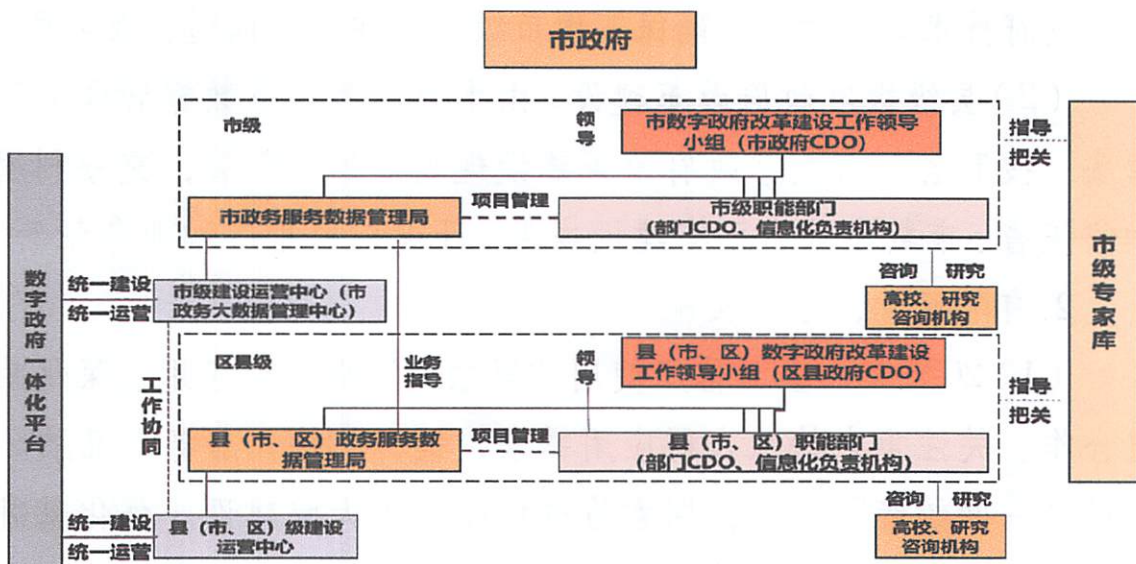 市政府
市级
领导
市数字政府改革建设工作领导
小组（市政府CDO）
指导
把关
市政务服务数据管理局
项目管理
市级职能部门
(部门CDO、信息化负责机构）
数字政府一体化平台
统一建设
统一运营
市级建设运营中心（市
政务大数据管理中心）
咨询
研究
高校、研究
咨询机构
市级专家库
区县级
业务
指导
领导
县（市、区）数字政府改革建设
工作领导小组（区县政府CDO）
指导
把关
工作协同
县（市、区）政务服务数
据管理局
项目管理
县（市、区）职能部门
(部门CDO、信息化负责机构）
统一建设
统一运营
县（市、区）级建设
运营中心
咨询
研究
高校、研究
咨询机构